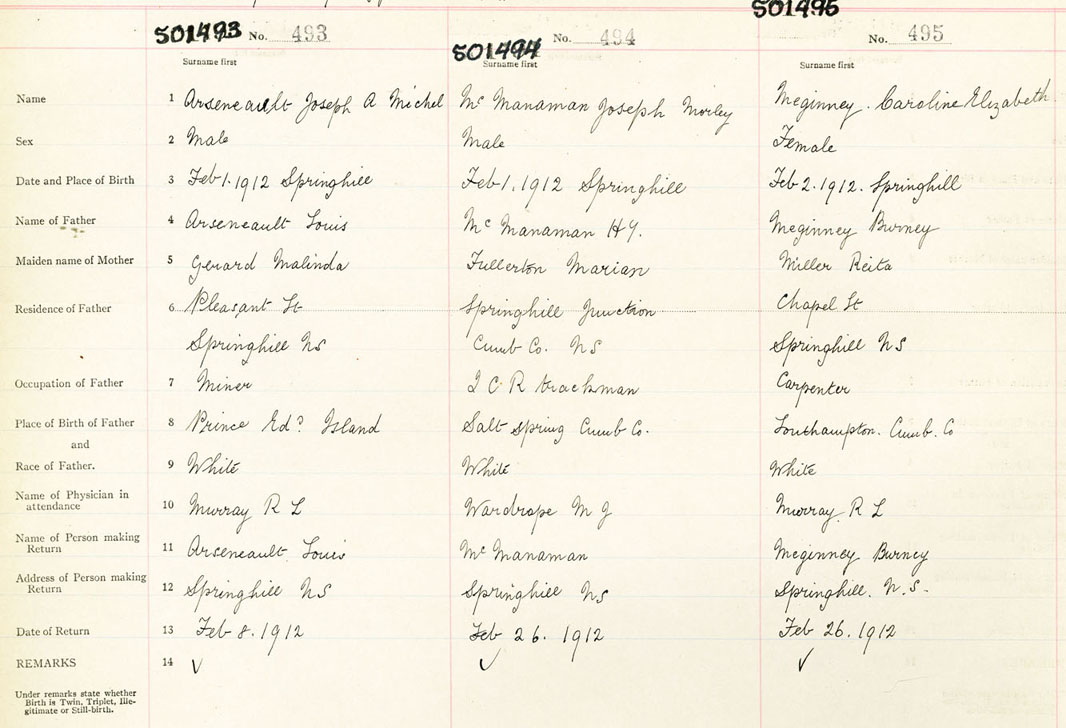 501493 No. 493 501494 No. 494 501495 No. 495
Surname first Surname first Surname first
Name 1 Arseneault Joseph A Michel Mc Manaman Joseph Morley Mcginney. Caroline Elizabeth
Sex 2 Male Male Female
Date and Place of Birth 3 Feb 1. 1912 Springhill Feb 1. 1912 Springhill Feb 2. 1912. Springhill
Name of Father 4 Arseneault Louis Mc Manaman Hy. Mcginney Burney
Maiden name of Mother 5 Gerard Malinda Fullerton Marian Miller Reita
Residence of Father 6 Pleasant St Springhill Junction Chapel St
Springhill NS Cumb Co. NS Springhill NS
Occupation of Father 7 Miner I C R trackman Carpenter
Place of Birth of Father 8 Prince Edd Island Salt Spring Cumb Co. Southampton. Cumb. Co
and
Race of Father. 9 White White White
Name of Physician in
attendance 10 Murray R L Wardrope M J Murray R L
Name of Person making
Return 11 Arseneault Louis Mc Manaman Mcginney Burney
Address of Person making
Return 12 Springhill NS Springhill NS Springhill. N.S.
Date of Return 13 Feb 8. 1912 Feb 26. 1912 Feb 26. 1912
REMARKS 14 ✓ ✓ ✓
Under remarks state whether
Birth is Twin, Triplet, Ille-
gitimate or Still-birth.